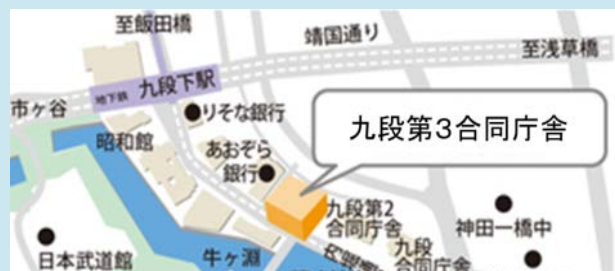 至飯田橋
靖国通り
至浅草橋
地下鉄 九段下駅
市ヶ谷
りそな銀行
昭和館
九段第3合同庁舎
あおぞら
銀行
九段第2
合同庁舎
神田一橋中
九段
合同庁舎
日本武道館
牛ヶ淵